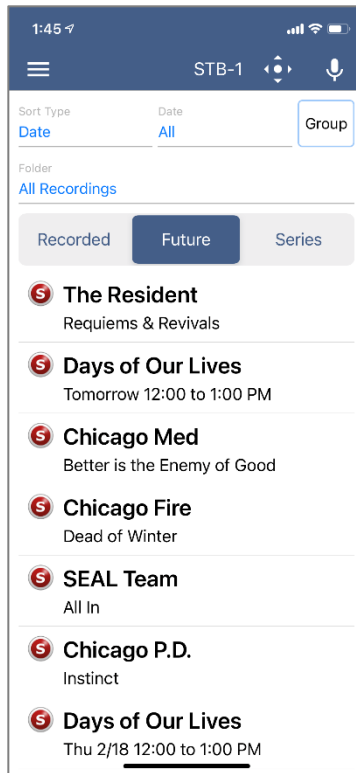 1:45
STB-1
Sort Type
Date
Date
All
Group
Folder
All Recordings
Recorded
Future
Series
S The Resident
Requiems & Revivals
S Days of Our Lives
Tomorrow 12:00 to 1:00 PM
S Chicago Med
Better is the Enemy of Good
S Chicago Fire
Dead of Winter
S SEAL Team
All In
S Chicago P.D.
Instinct
S Days of Our Lives
Thu 2/18 12:00 to 1:00 PM